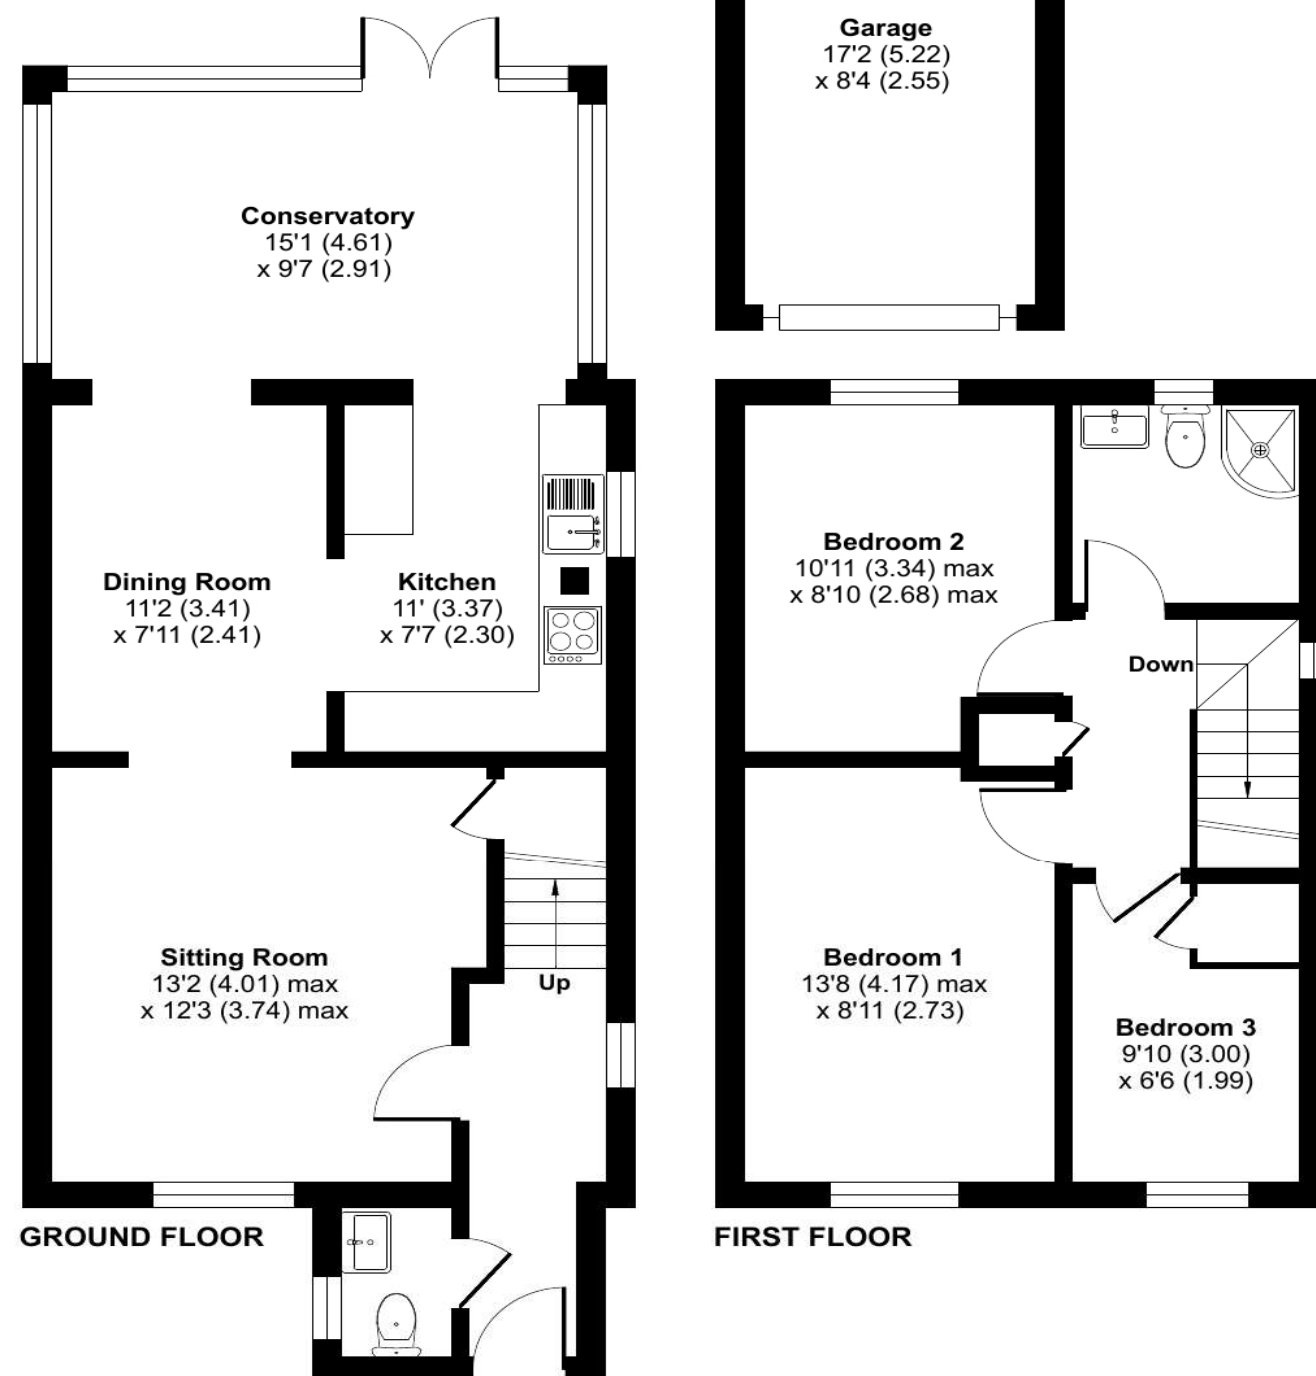 Garage
17'2 (5.22)
x 8'4 (2.55)
Conservatory
15'1 (4.61)
x 9'7 (2.91)
Dining Room
11'2 (3.41)
x 7'11 (2.41)
Kitchen
11' (3.37)
x 7'7 (2.30)
Sitting Room
13'2 (4.01) max
x 12'3 (3.74) max
Up
GROUND FLOOR
Bedroom 2
10'11 (3.34) max
x 8'10 (2.68) max
Down
Bedroom 1
13'8 (4.17) max
x 8'11 (2.73)
Bedroom 3
9'10 (3.00)
x 6'6 (1.99)
FIRST FLOOR